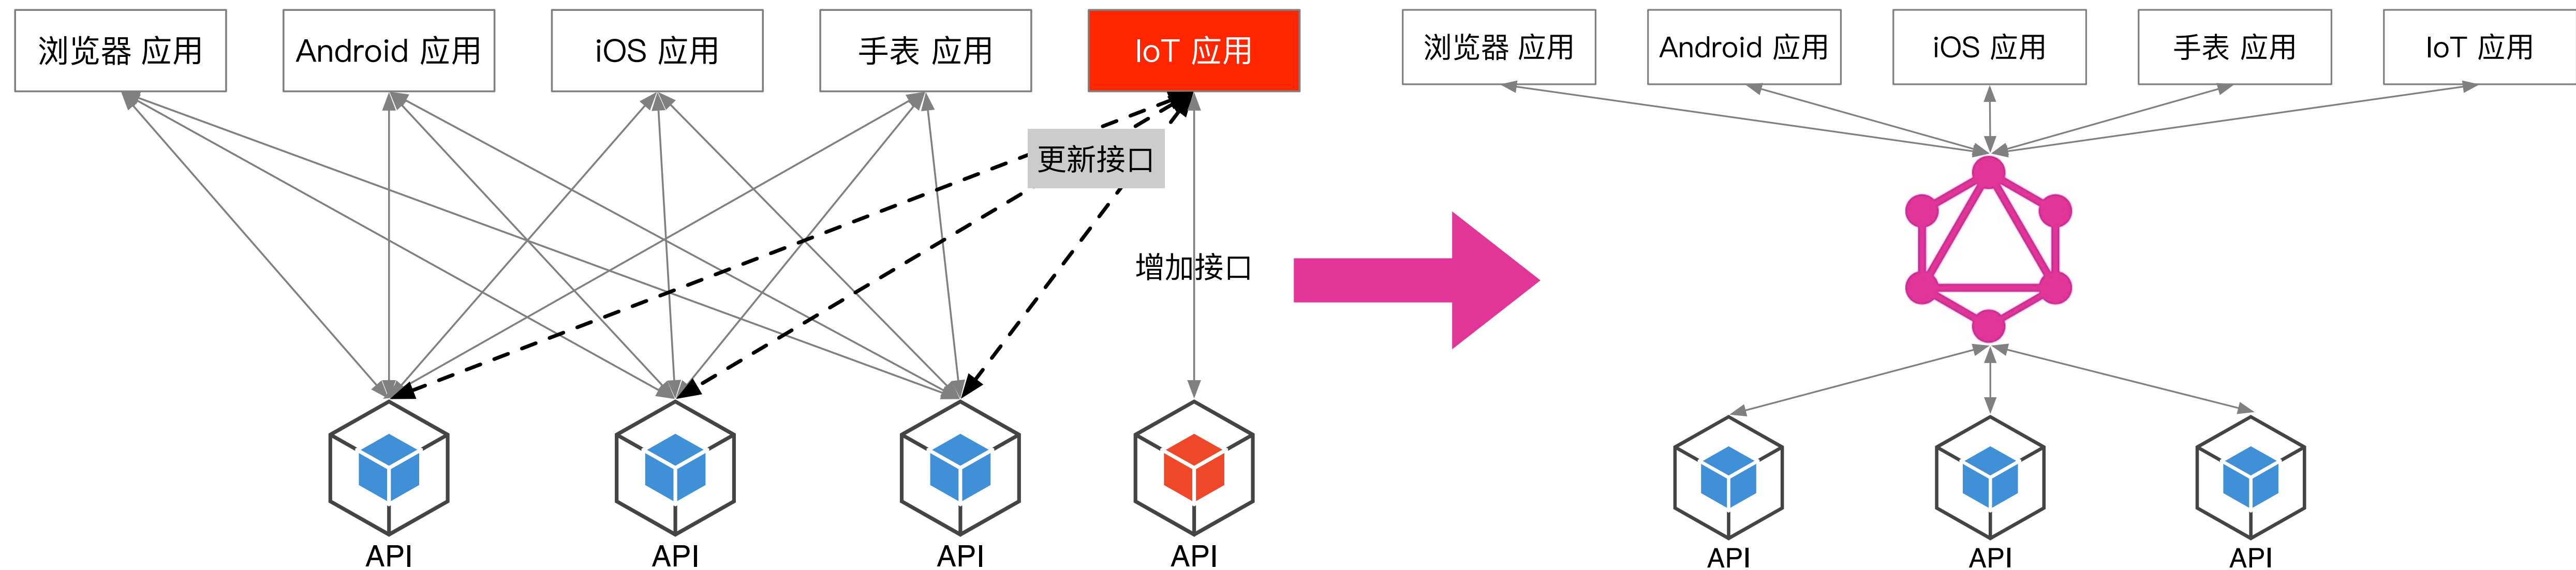 浏览器 应用
Android 应用
iOS 应用
手表 应用
IoT 应用
更新接口
增加接口
API
API
API
API
浏览器 应用
Android 应用
iOS 应用
手表 应用
IoT 应用
API
API
API